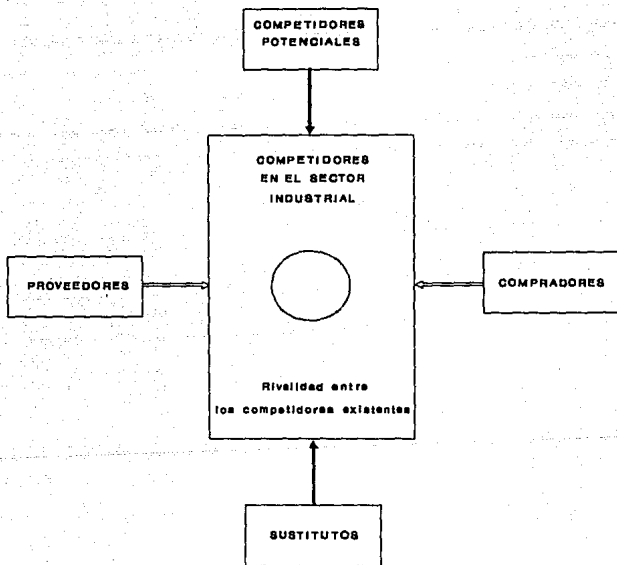 COMPETIDORES
POTENCIALES
COMPETIDORES
EN EL SECTOR
INDUSTRIAL
PROVEEDORES
COMPRADORES
Rivalidad entre
los competidores existentes
SUSTITUTOS